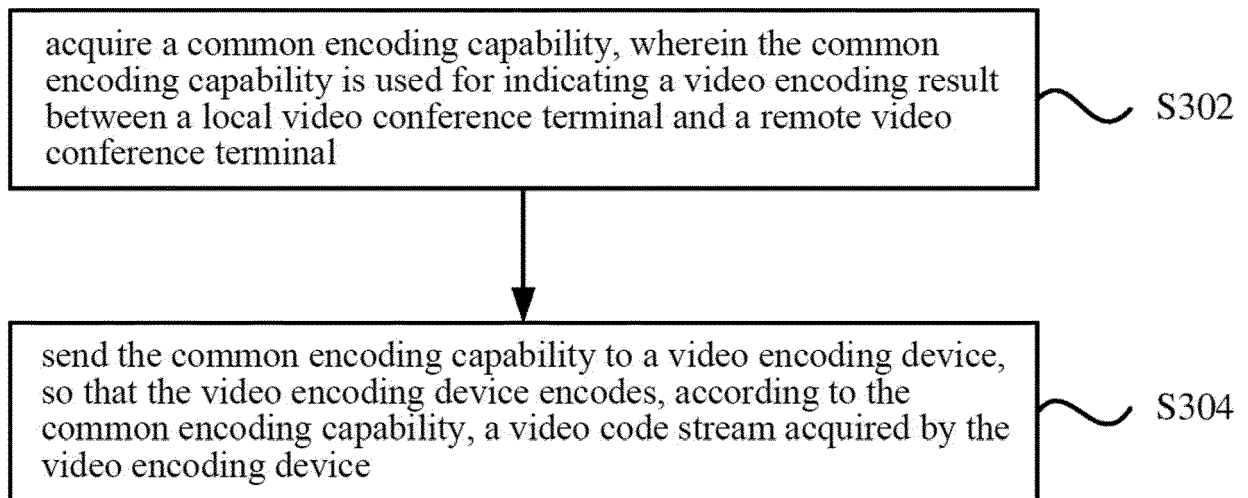 acquire a common encoding capability, wherein the common
encoding capability is used for indicating a video encoding result
between a local video conference terminal and a remote video
conference terminal
S302
send the common encoding capability to a video encoding device,
so that the video encoding device encodes, according to the
common encoding capability, a video code stream acquired by the
video encoding device
S304